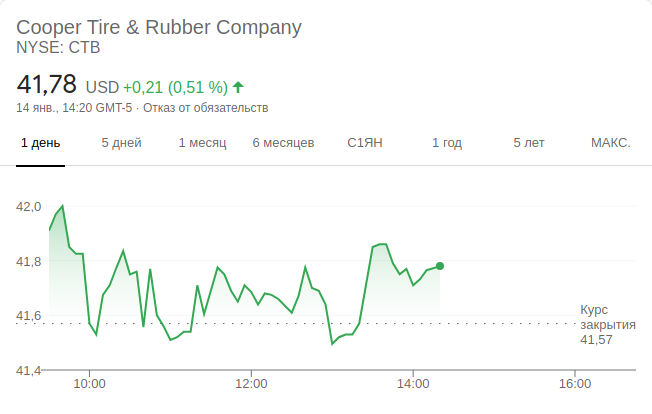 Cooper Tire & Rubber Company
NYSE: CTB
41,78 USD +0,21 (0,51 %)
14 янв., 14:20 GMT-5 · Отказ от обязательств
1 день 5 дней 1 месяц 6 месяцев С1ЯН 1 год 5 лет МАКС.
42,0
41,8
41,6
Курс
закрытия
41,57
41,4
10:00 12:00 14:00 16:00